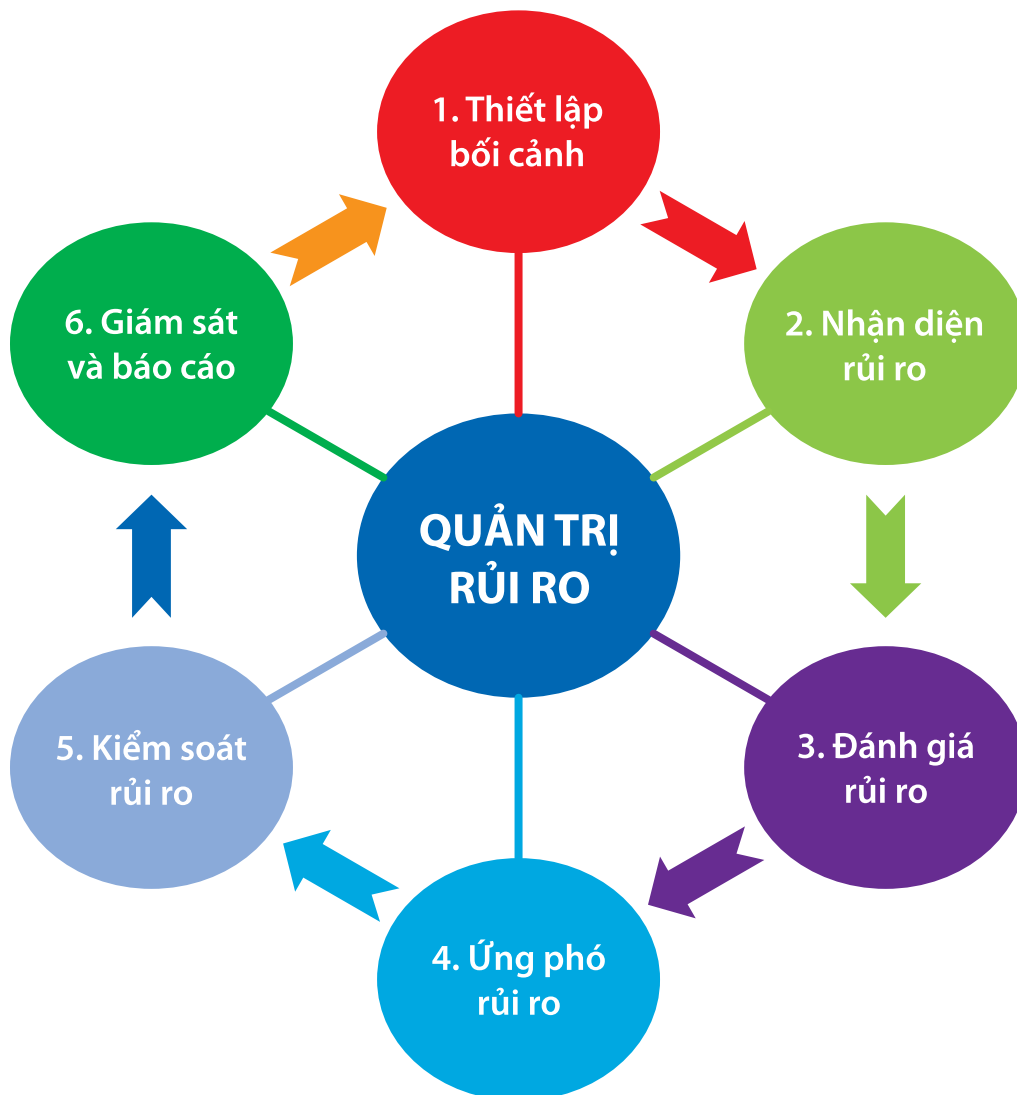 1. Thiết lập
bối cảnh
2. Nhận diện
rủi ro
3. Đánh giá
rủi ro
4. Ứng phó
rủi ro
5. Kiểm soát
rủi ro
6. Giám sát
và báo cáo
QUẢN TRỊ
RỦI RO